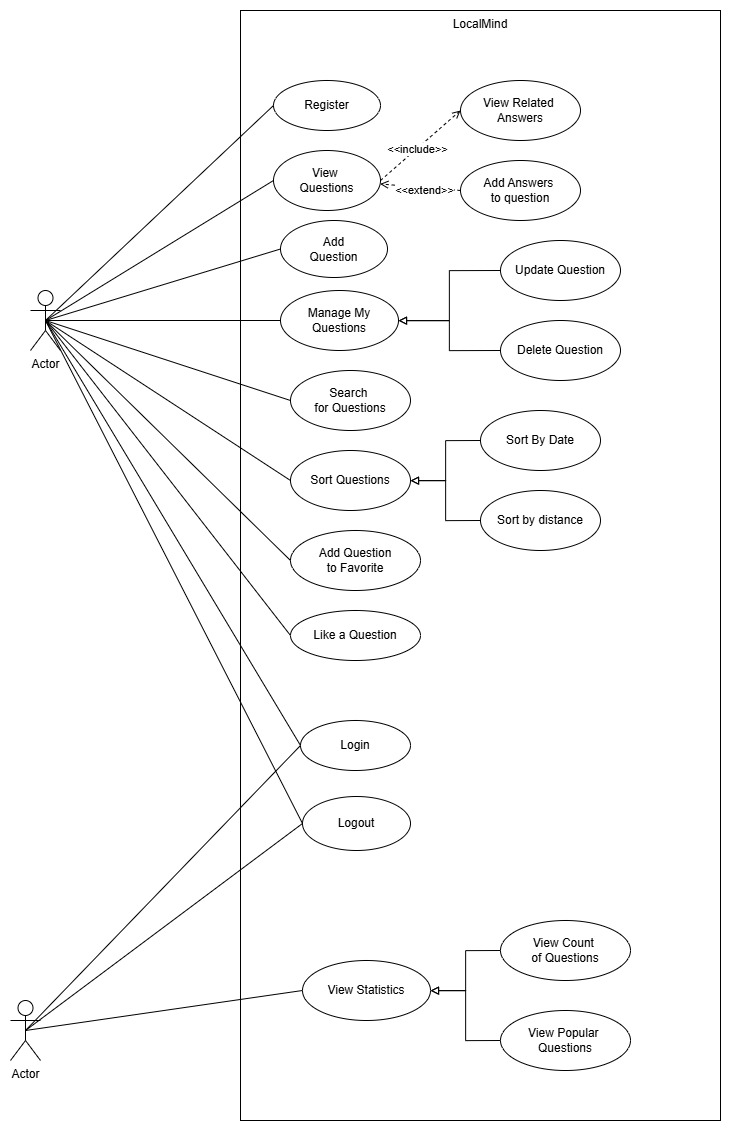 LocalMind
Register
View Related
Answers
<<include>>
View
Questions
<<extend>>
Add Answers
to question
Add
Question
Update Question
Manage My
Questions
Delete Question
Actor
Search
for Questions
Sort By Date
Sort Questions
Sort by distance
Add Question
to Favorite
Like a Question
Login
Logout
View Count
of Questions
View Statistics
View Popular
Questions
Actor